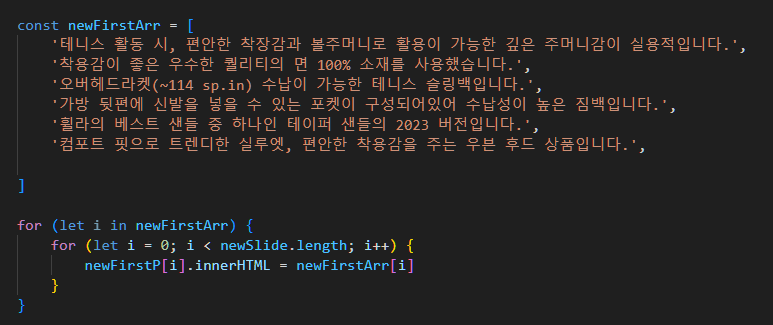 const newFirstArr = [
'테니스 활동 시, 편안한 착장감과 볼주머니로 활용이 가능한 깊은 주머니감이 실용적입니다.',
'착용감이 좋은 우수한 퀄리티의 면 100% 소재를 사용했습니다.',
'오버헤드라켓(~114 sp.in) 수납이 가능한 테니스 슬링백입니다.',
'가방 뒷편에 신발을 넣을 수 있는 포켓이 구성되어있어 수납성이 높은 짐백입니다.',
'휠라의 베스트 샌들 중 하나인 테이퍼 샌들의 2023 버전입니다.',
'컴포트 핏으로 트렌디한 실루엣, 편안한 착용감을 주는 우븐 후드 상품입니다.',
]
for (let i in newFirstArr) {
for (let i = 0; i < newSlide.length; i++) {
newFirstP[i].innerHTML = newFirstArr[i]
}
}